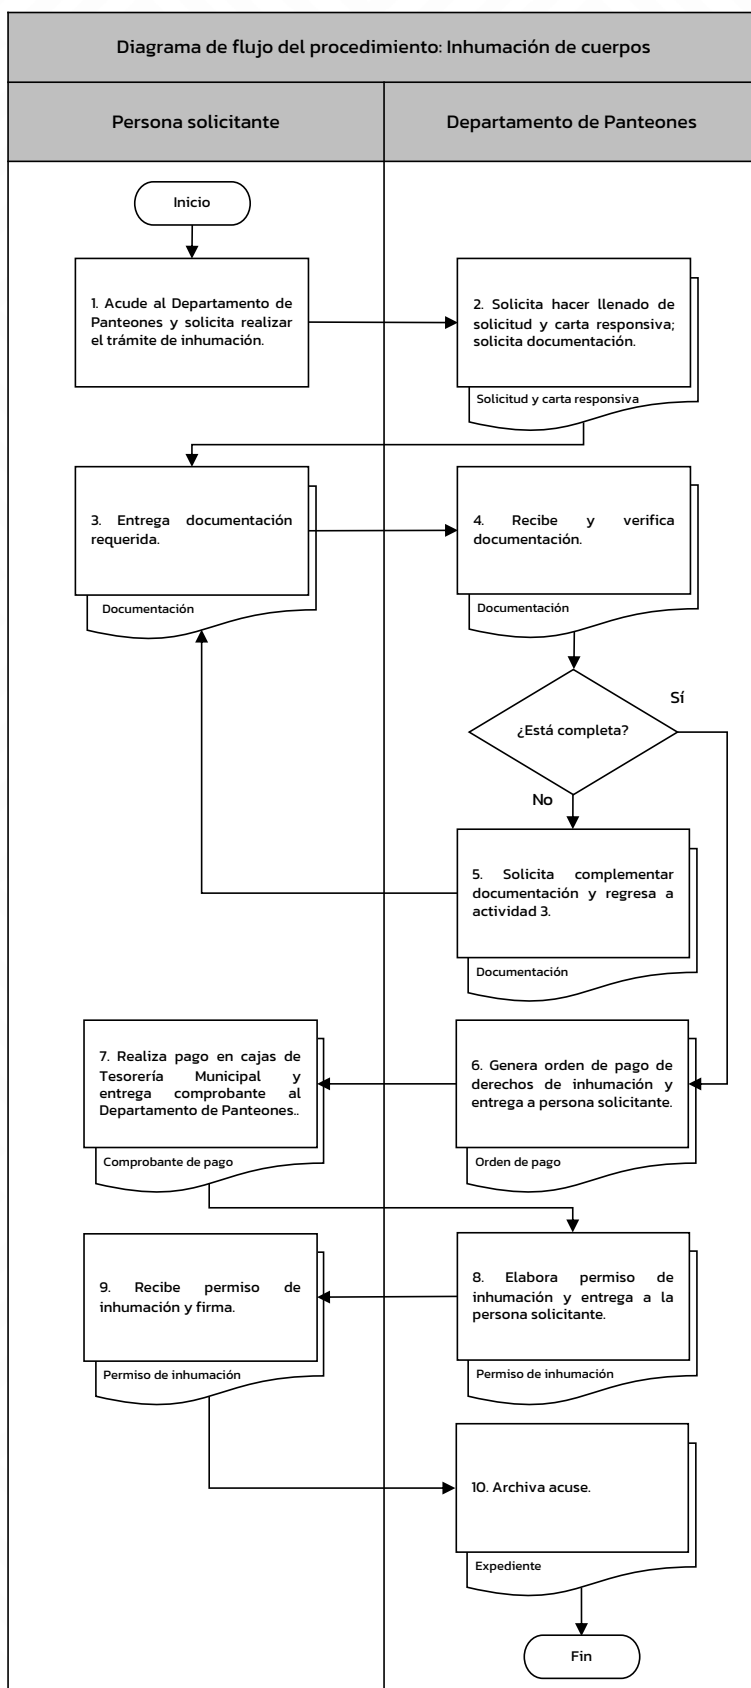 Diagrama de flujo del procedimiento: Inhumación de cuerpos
Persona solicitante
Departamento de Panteones
Inicio
1. Acude al Departamento de
Panteones y solicita realizar
el trámite de inhumación.
2. Solicita hacer llenado de
solicitud y carta responsiva;
solicita documentación.
Solicitud y carta responsiva
3. Entrega documentación
requerida.
Documentación
4. Recibe y verifica
documentación.
Documentación
¿Está completa?
Sí
No
5. Solicita complementar
documentación y regresa a
actividad 3.
Documentación
6. Genera orden de pago de
derechos de inhumación y
entrega a persona solicitante.
Orden de pago
7. Realiza pago en cajas de
Tesorería Municipal y
entrega comprobante al
Departamento de Panteones..
Comprobante de pago
8. Elabora permiso de
inhumación y entrega a la
persona solicitante.
Permiso de inhumación
9. Recibe permiso de
inhumación y firma.
Permiso de inhumación
10. Archiva acuse.
Expediente
Fin